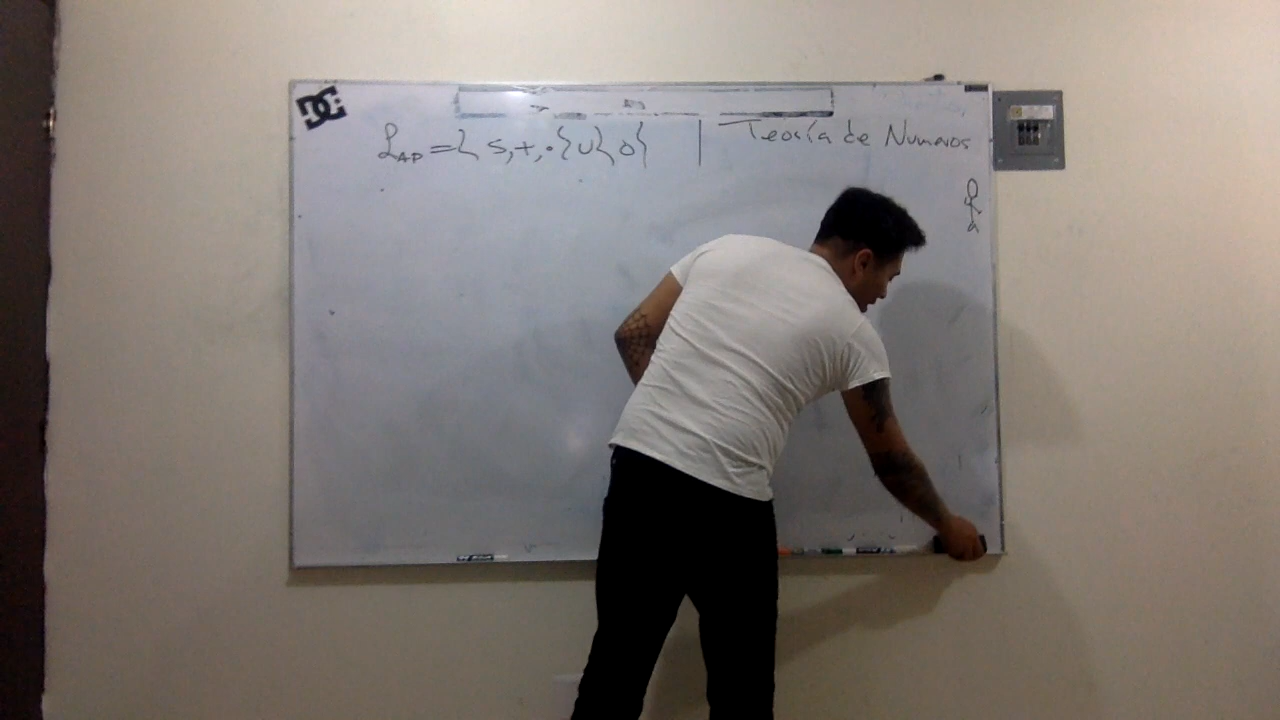 ℒ_AP = { S, +, · } ∪ { 0 } | Teoría de Numeros